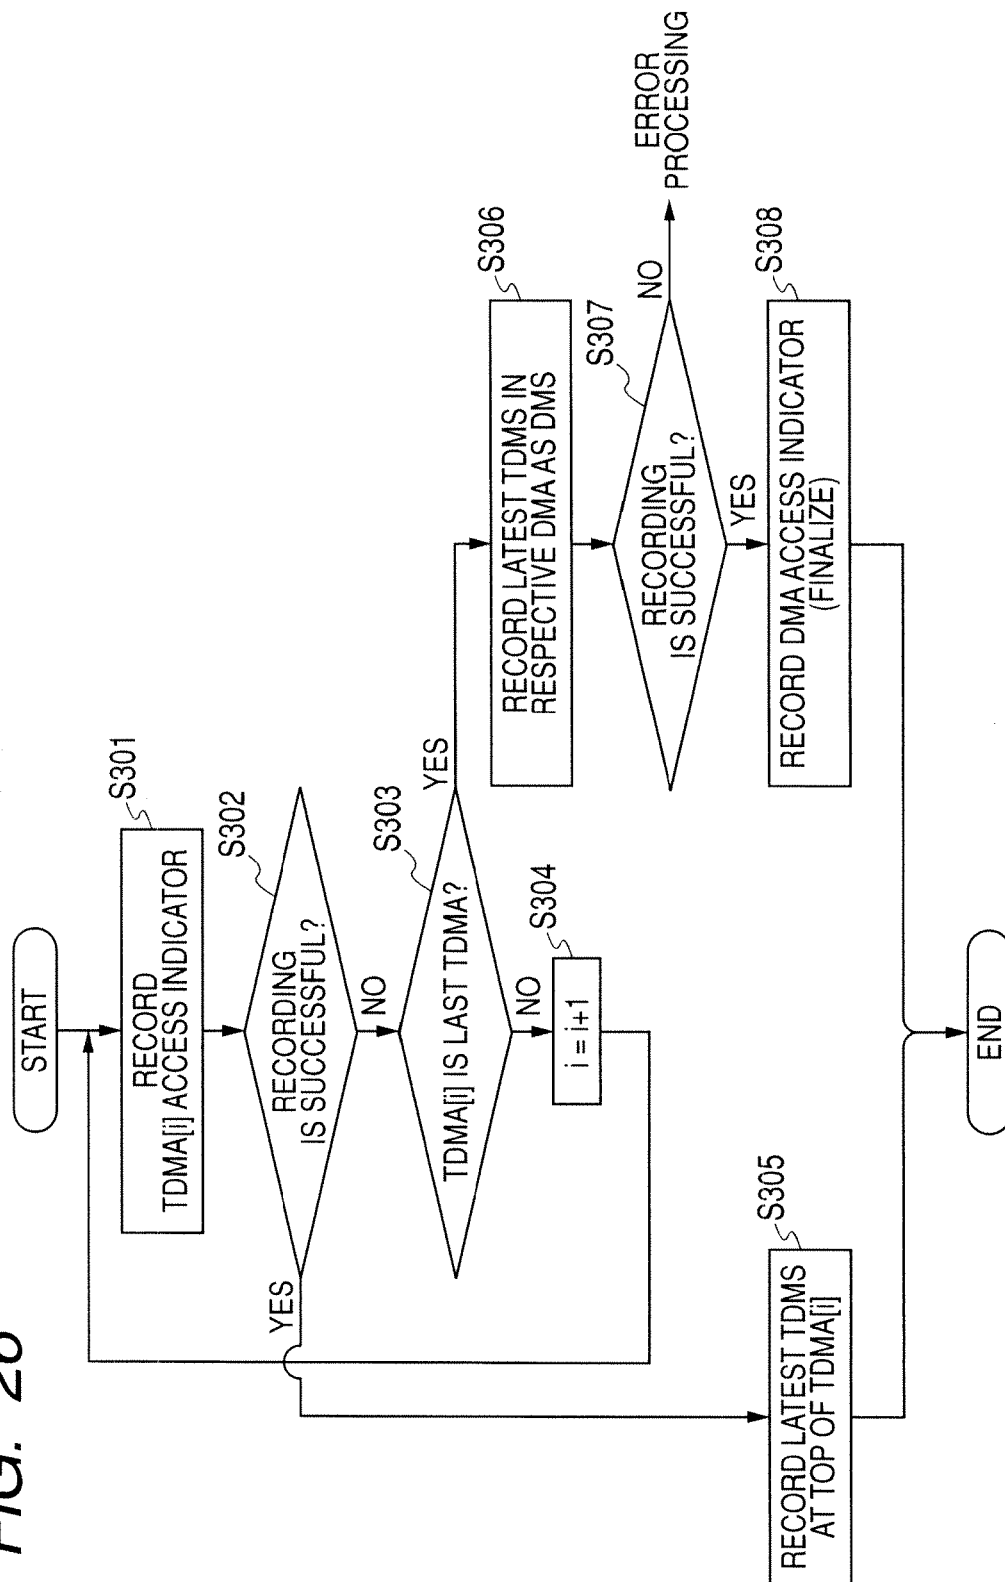 FIG. 26
START
S301
RECORD
TDMA[i] ACCESS INDICATOR
S302
RECORDING
IS SUCCESSFUL?
YES
NO
S303
TDMA[i] IS LAST TDMA?
YES
NO
S304
i = i+1
S305
RECORD LATEST TDMS
AT TOP OF TDMA[i]
S306
RECORD LATEST TDMS IN
RESPECTIVE DMA AS DMS
S307
RECORDING
IS SUCCESSFUL?
NO
ERROR
PROCESSING
YES
S308
RECORD DMA ACCESS INDICATOR
(FINALIZE)
END